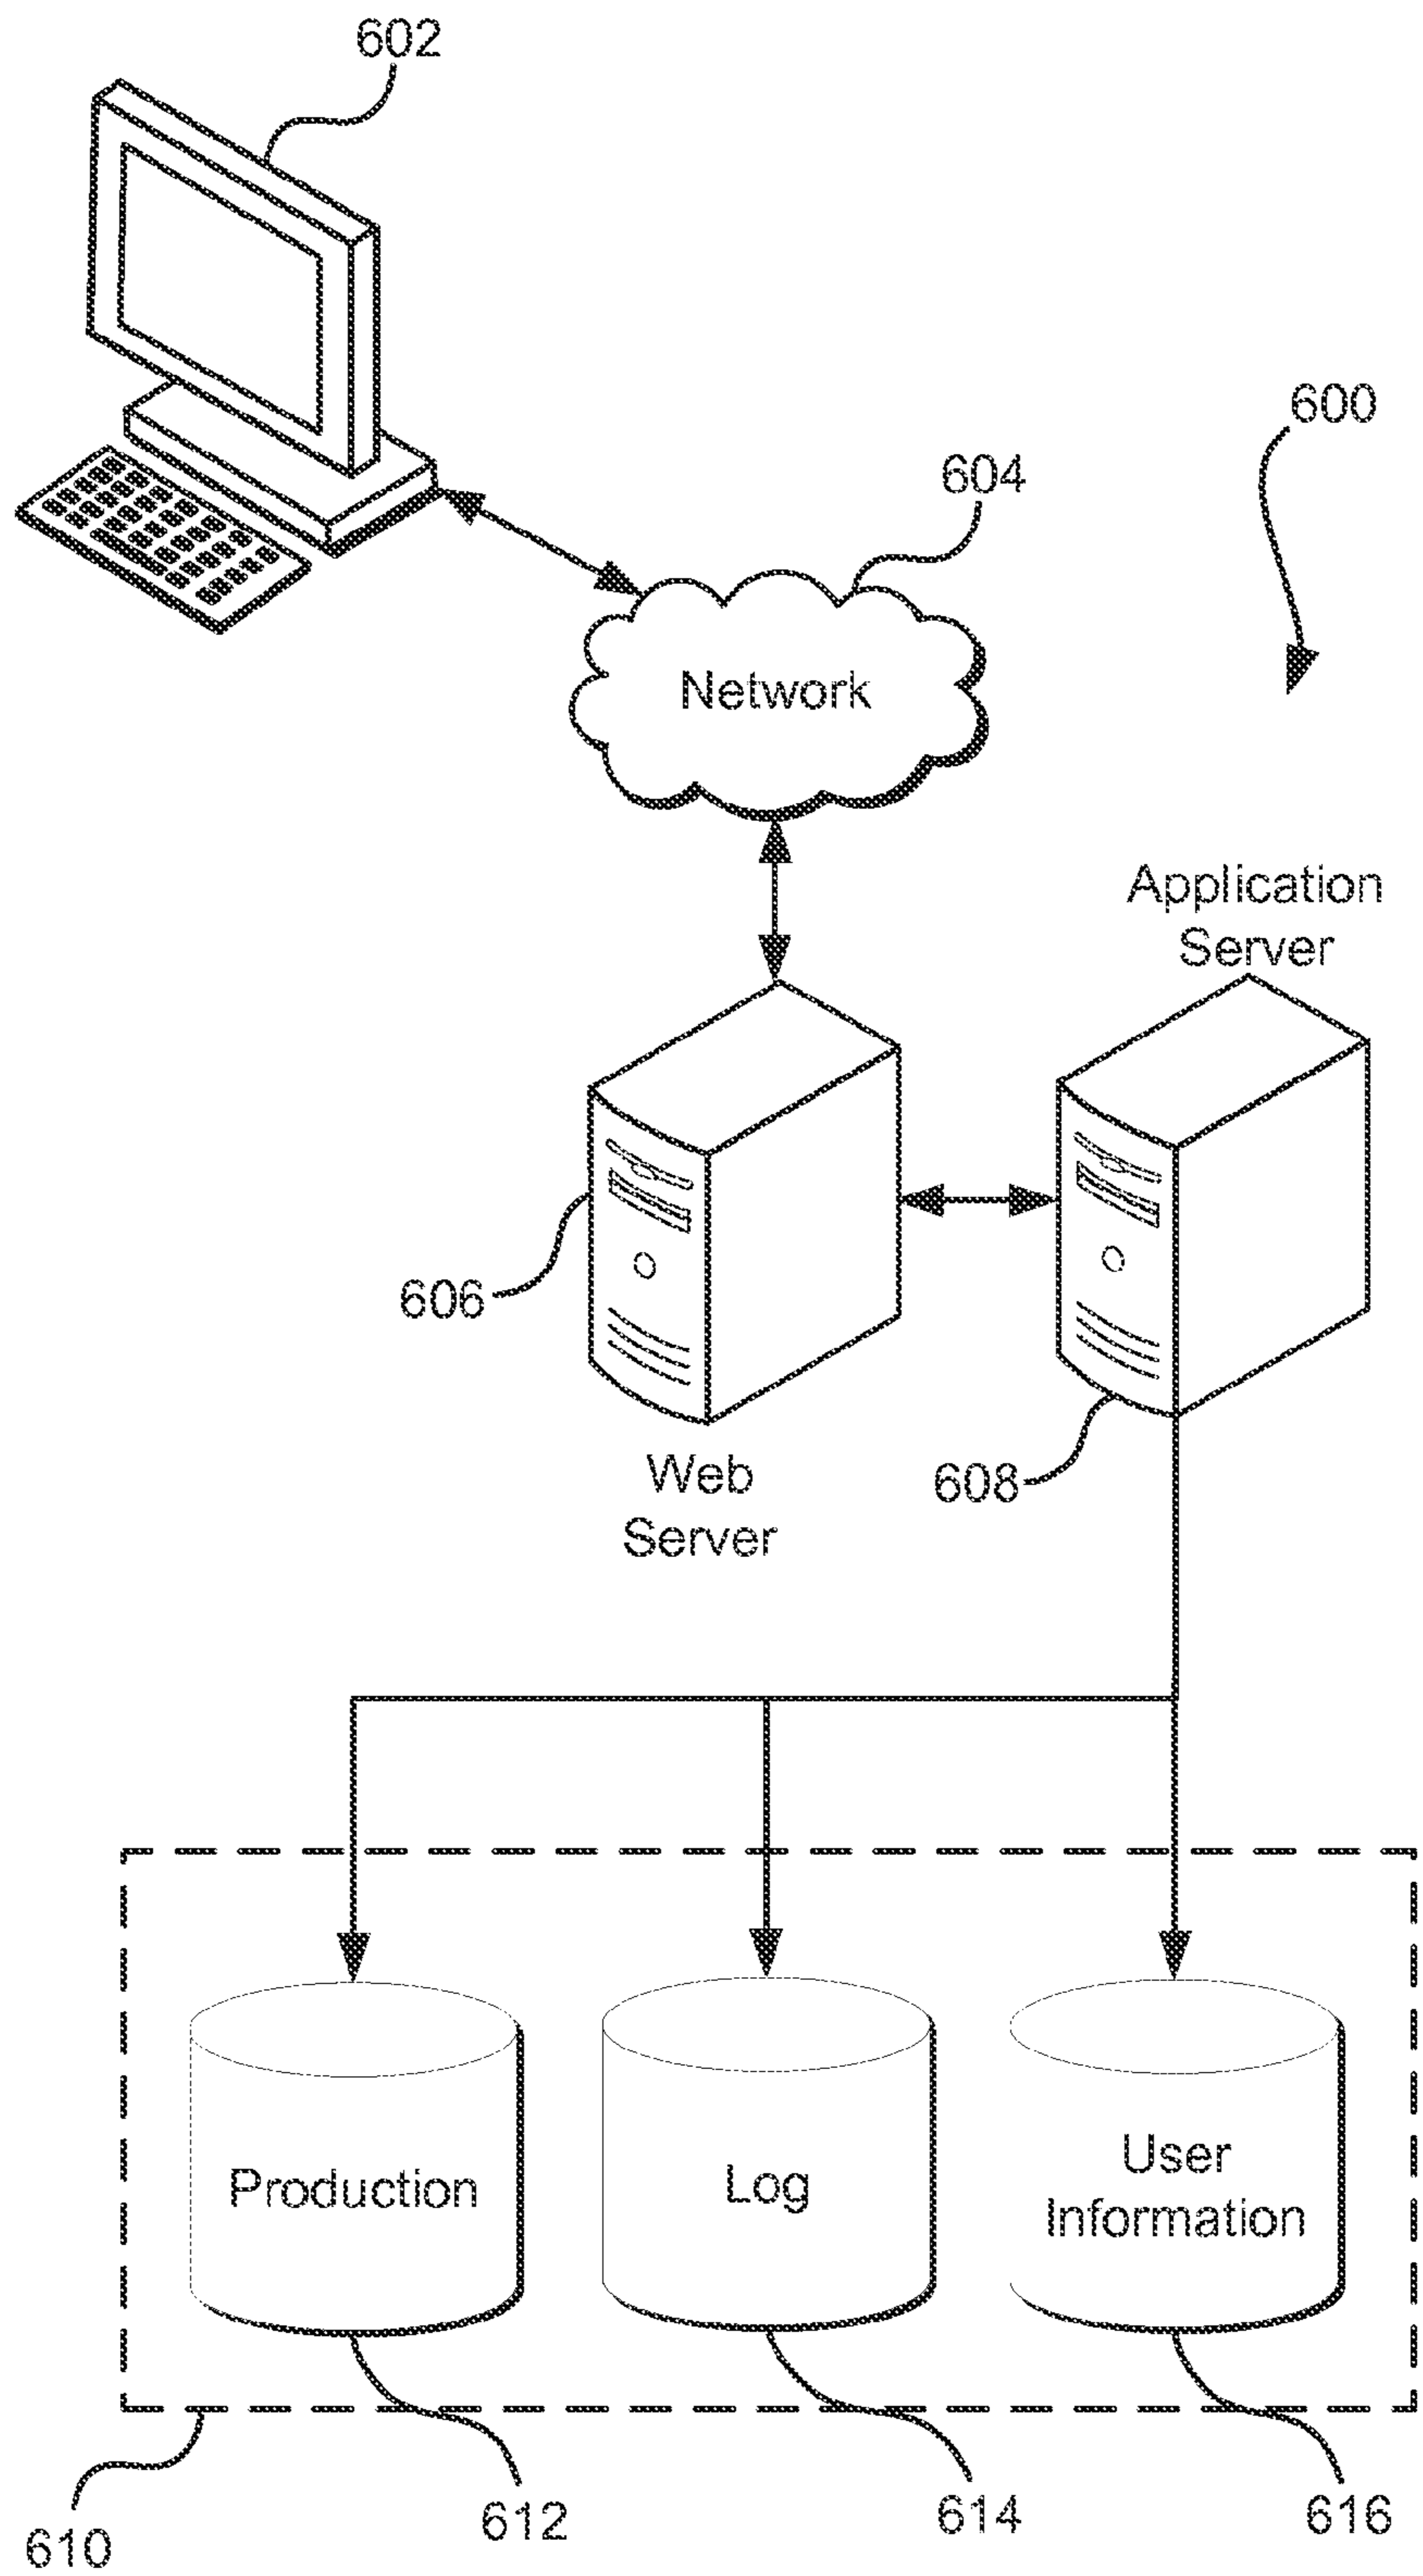 602
600
604
Network
Application
Server
606
Web
Server
608
Production
Log
User
Information
610
612
614
616